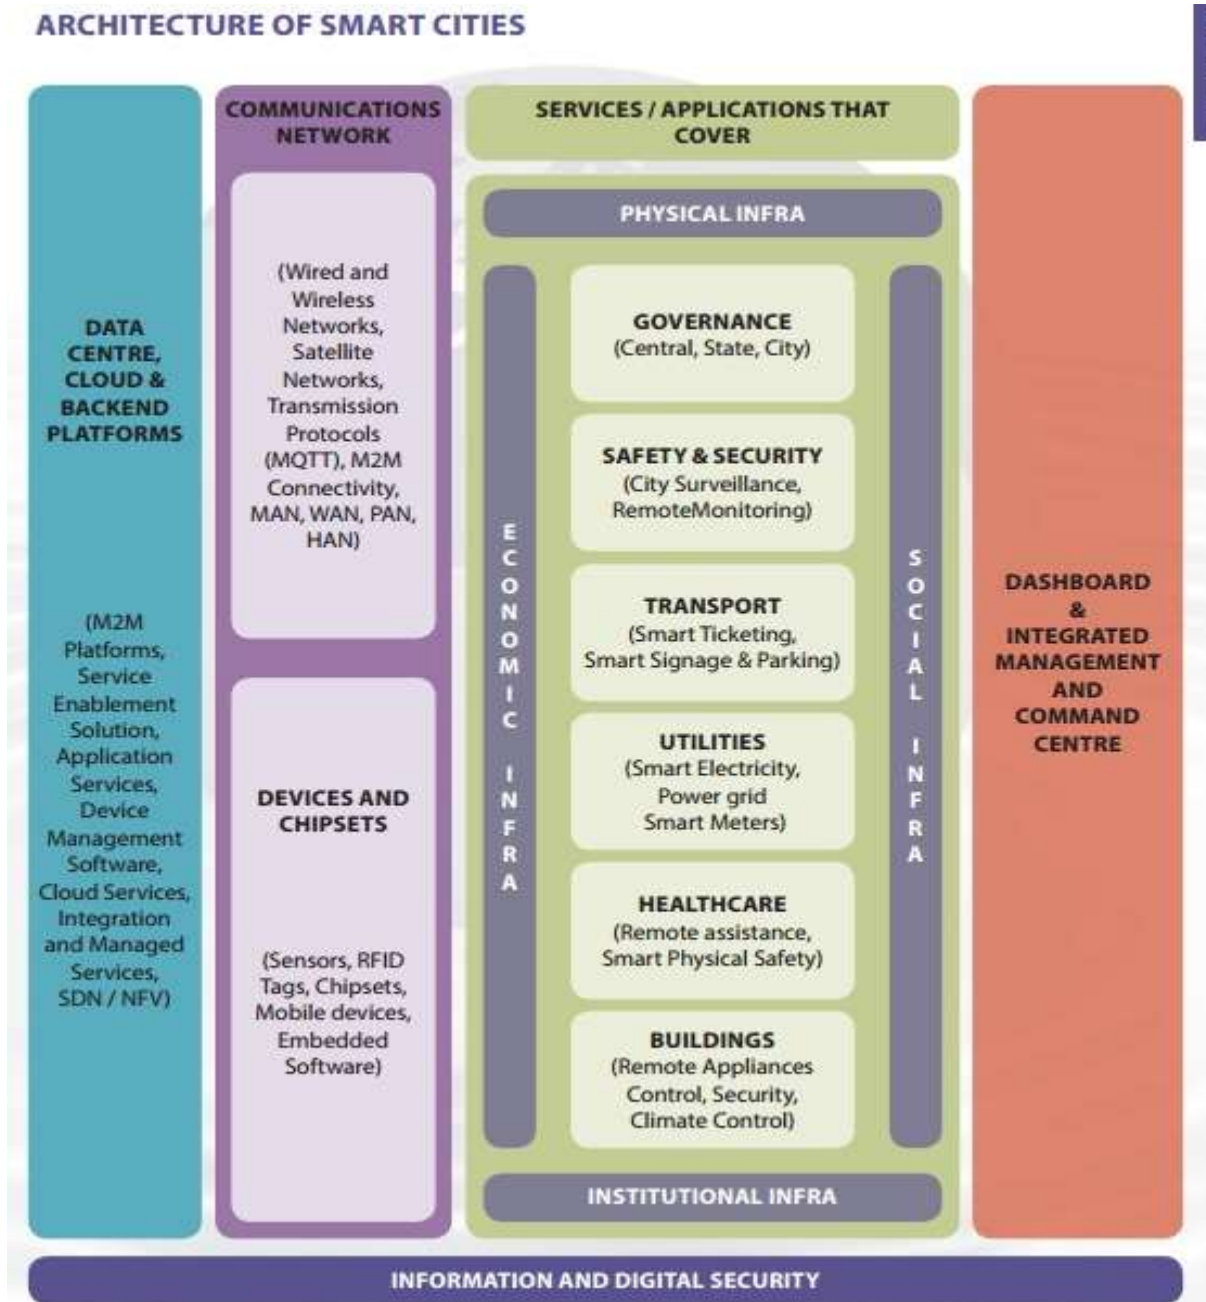 ARCHITECTURE OF SMART CITIES
DATA
CENTRE,
CLOUD &
BACKEND
PLATFORMS
(M2M
Platforms,
Service
Enablement
Solution,
Application
Services,
Device
Management
Software,
Cloud Services,
Integration
and Managed
Services,
SDN / NFV)
COMMUNICATIONS
NETWORK
(Wired and
Wireless
Networks,
Satellite
Networks,
Transmission
Protocols
(MQTT), M2M
Connectivity,
MAN, WAN, PAN,
HAN)
DEVICES AND
CHIPSETS
(Sensors, RFID
Tags, Chipsets,
Mobile devices,
Embedded
Software)
SERVICES / APPLICATIONS THAT
COVER
PHYSICAL INFRA
ECONOMIC INFRA
GOVERNANCE
(Central, State, City)
SAFETY & SECURITY
(City Surveillance,
RemoteMonitoring)
TRANSPORT
(Smart Ticketing,
Smart Signage & Parking)
UTILITIES
(Smart Electricity,
Power grid
Smart Meters)
HEALTHCARE
(Remote assistance,
Smart Physical Safety)
BUILDINGS
(Remote Appliances
Control, Security,
Climate Control)
SOCIAL INFRA
INSTITUTIONAL INFRA
DASHBOARD
&
INTEGRATED
MANAGEMENT
AND
COMMAND
CENTRE
INFORMATION AND DIGITAL SECURITY